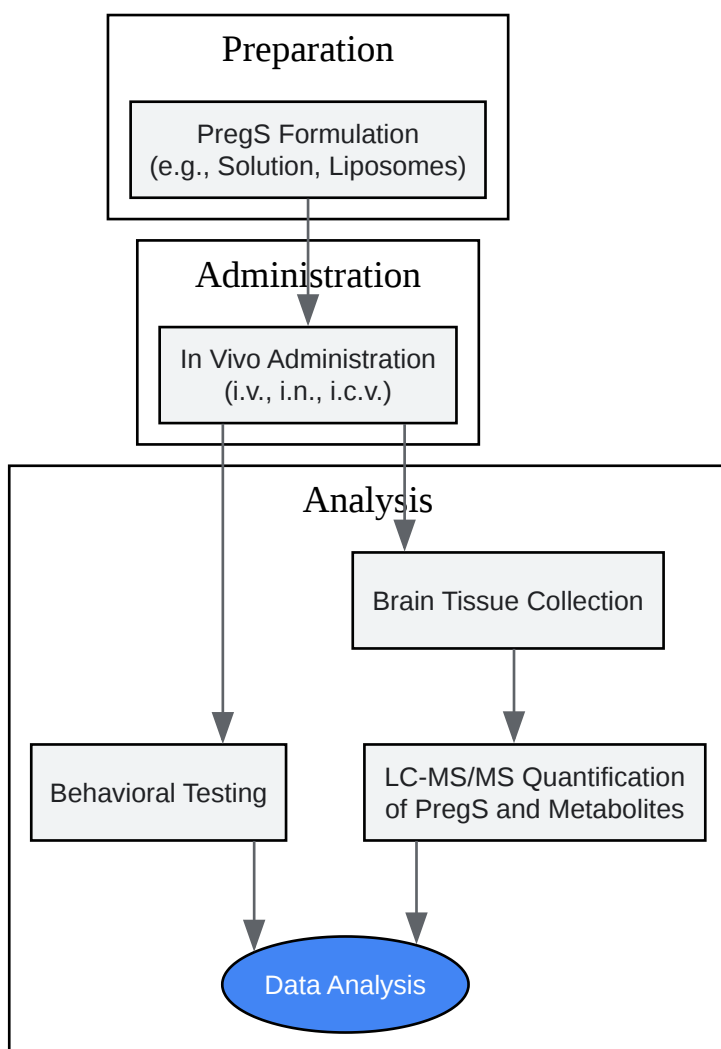 Preparation
PregS Formulation
(e.g., Solution, Liposomes)
Administration
In Vivo Administration
(i.v., i.n., i.c.v.)
Analysis
Brain Tissue Collection
Behavioral Testing
LC-MS/MS Quantification
of PregS and Metabolites
Data Analysis